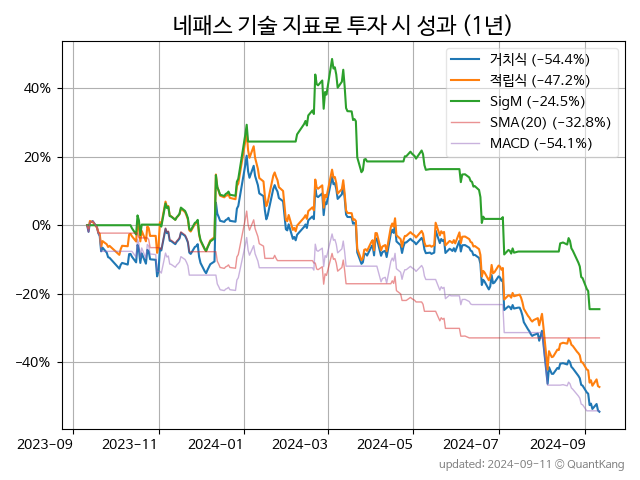 네패스 기술 지표로 투자 시 성과 (1년)
거치식 (−54.4%)
적립식 (−47.2%)
SigM (−24.5%)
SMA(20) (−32.8%)
MACD (−54.1%)
40%
20%
0%
−20%
−40%
2023-09 2023-11 2024-01 2024-03 2024-05 2024-07 2024-09
updated: 2024-09-11 © QuantKang